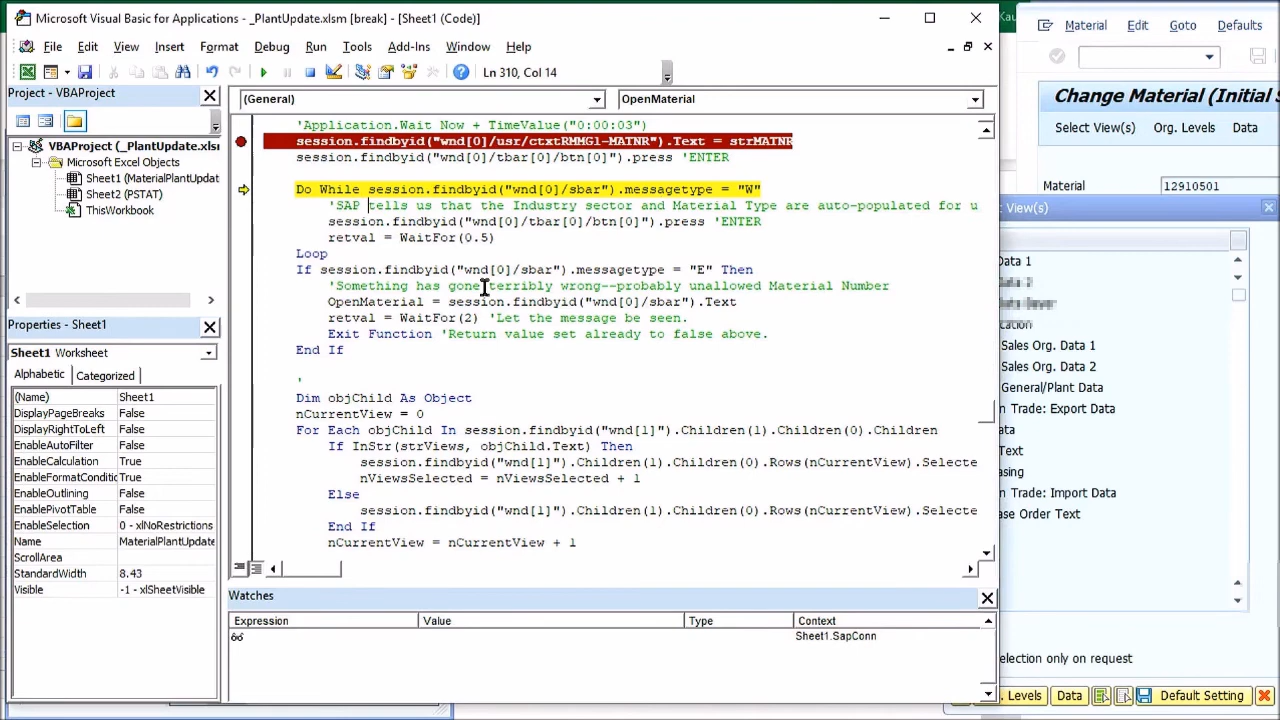 Microsoft Visual Basic for Applications - _PlantUpdate.xlsm [break] - [Sheet1 (Code)]
File Edit View Insert Format Debug Run Tools Add-Ins Window Help
Ln 310, Col 14
Project - VBAProject
(General)
OpenMaterial
VBAProject (_PlantUpdate.xlsı
Microsoft Excel Objects
Sheet1 (MaterialPlantUpdat
Sheet2 (PSTAT)
ThisWorkbook
Properties - Sheet1
Sheet1 Worksheet
Alphabetic Categorized
(Name) Sheet1
DisplayPageBreaks False
DisplayRightToLeft False
EnableAutoFilter False
EnableCalculation True
EnableFormatConditic True
EnableOutlining False
EnablePivotTable False
EnableSelection 0 - xlNoRestrictions
Name MaterialPlantUpdate
ScrollArea
StandardWidth 8.43
Visible -1 - xlSheetVisible
'Application.Wait Now + TimeValue("0:00:03")
session.findbyid("wnd[0]/usr/ctxtRMMG1-MATNR").Text = strMATNR
session.findbyid("wnd[0]/tbar[0]/btn[0]").press 'ENTER
Do While session.findbyid("wnd[0]/sbar").messagetype = "W"
'SAP tells us that the Industry sector and Material Type are auto-populated for u
session.findbyid("wnd[0]/tbar[0]/btn[0]").press 'ENTER
retval = WaitFor(0.5)
Loop
If session.findbyid("wnd[0]/sbar").messagetype = "E" Then
'Something has gone terribly wrong--probably unallowed Material Number
OpenMaterial = session.findbyid("wnd[0]/sbar").Text
retval = WaitFor(2) 'Let the message be seen.
Exit Function 'Return value set already to false above.
End If
'
Dim objChild As Object
nCurrentView = 0
For Each objChild In session.findbyid("wnd[1]").Children(1).Children(0).Children
If InStr(strViews, objChild.Text) Then
session.findbyid("wnd[1]").Children(1).Children(0).Rows(nCurrentView).Selecte
nViewsSelected = nViewsSelected + 1
Else
session.findbyid("wnd[1]").Children(1).Children(0).Rows(nCurrentView).Selecte
End If
nCurrentView = nCurrentView + 1
Watches
Expression Value Type Context
Sheet1.SapConn
Kau
Material Edit Goto Defaults
Change Material (Initial S
Select View(s) Organizational Levels Data
Material 12910501
t View(s)
Data 1
Data 2
Sales Org. Data 1
Sales Org. Data 2
General/Plant Data
n Trade: Export Data
ata
Text
asing
n Trade: Import Data
ase Order Text
election only on request
. Levels Data Default Setting